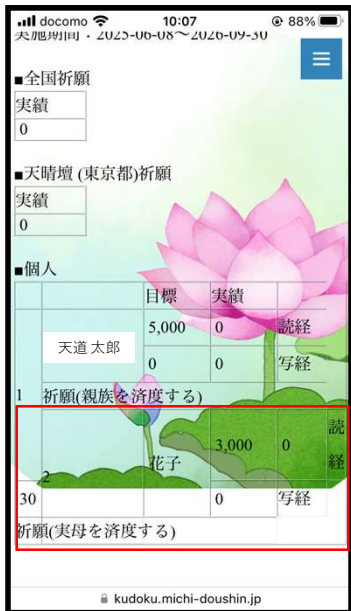 docomo 10:07 88%
実施期間：2025-06-08～2026-09-30
■全国祈願
実績
0
■天晴壇 (東京都)祈願
実績
0
■個人
目標 実績
天道 太郎 5,000 0 読経
0 0 写経
1 祈願(親族を済度する)
2 花子 3,000 0 読経
30 0 写経
祈願(実母を済度する)
kudoku.michi-doushin.jp